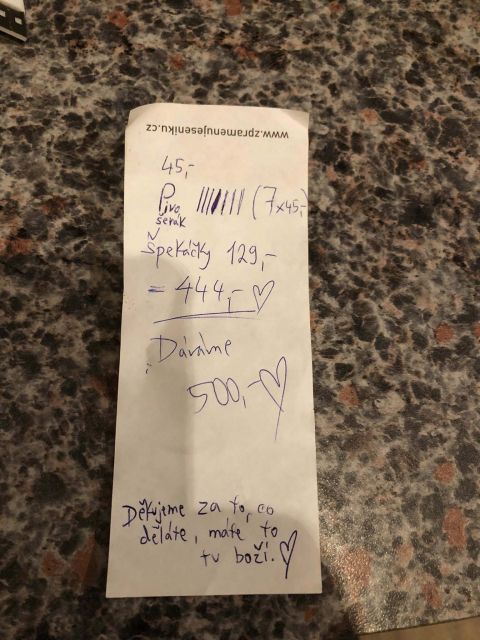 www.zpramenujeseniku.cz
45,-
Pivo |||||||| (7x45,-)
šerák
Špekáčky 129,-
= 444,- ♡
Dáváme
500,- ♡
Děkujeme za to, co
děláte, máte to
tu boží. ♡